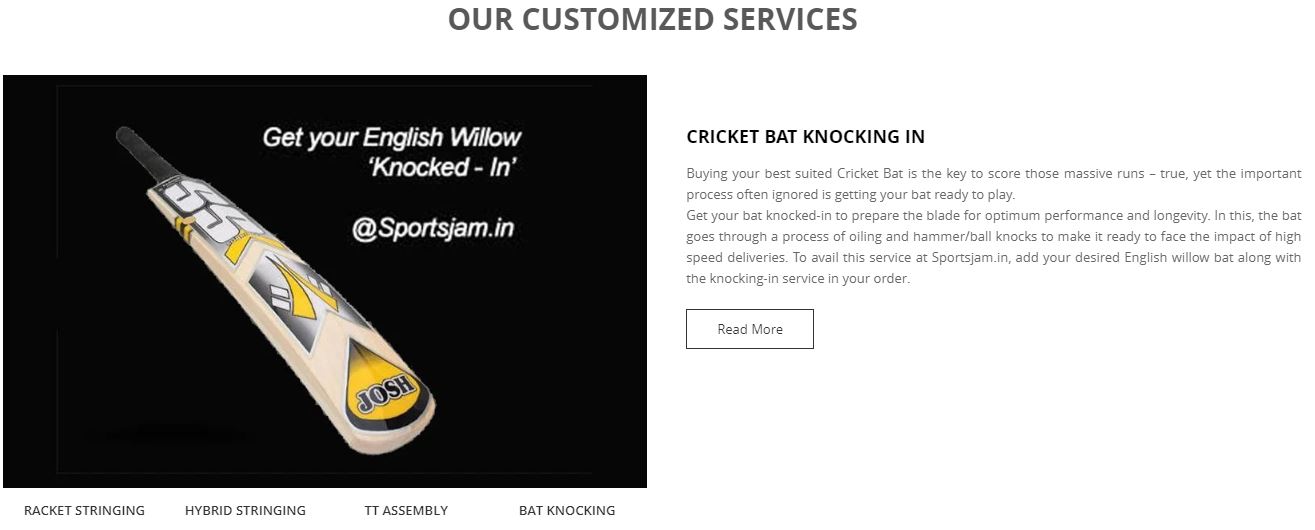 OUR CUSTOMIZED SERVICES
Get your English Willow
'Knocked - In'
@Sportsjam.in
SS
JOSH
CRICKET BAT KNOCKING IN
Buying your best suited Cricket Bat is the key to score those massive runs – true, yet the important
process often ignored is getting your bat ready to play.
Get your bat knocked-in to prepare the blade for optimum performance and longevity. In this, the bat
goes through a process of oiling and hammer/ball knocks to make it ready to face the impact of high
speed deliveries. To avail this service at Sportsjam.in, add your desired English willow bat along with
the knocking-in service in your order.
Read More
RACKET STRINGING
HYBRID STRINGING
TT ASSEMBLY
BAT KNOCKING